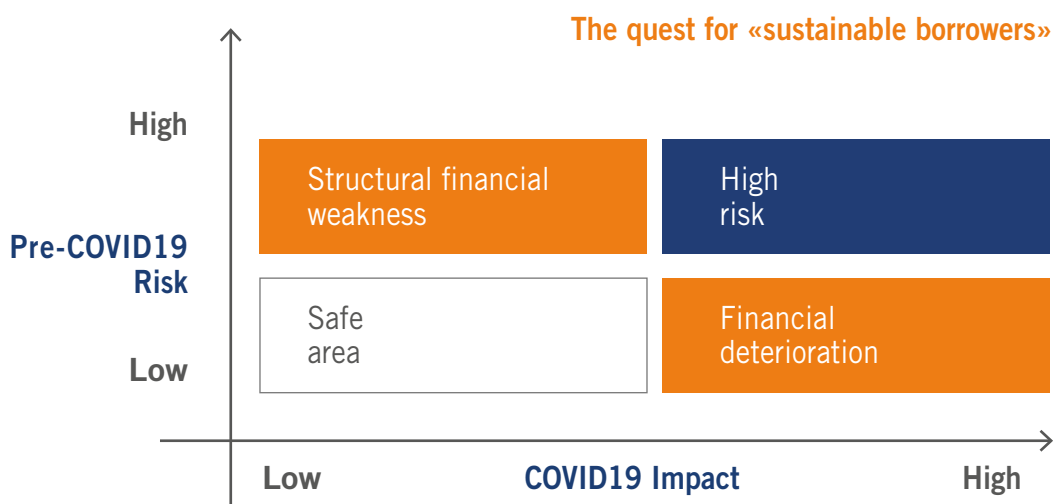 The quest for «sustainable borrowers»
High
Structural financial
weakness
High
risk
Pre-COVID19
Risk
Safe
area
Financial
deterioration
Low
Low
COVID19 Impact
High